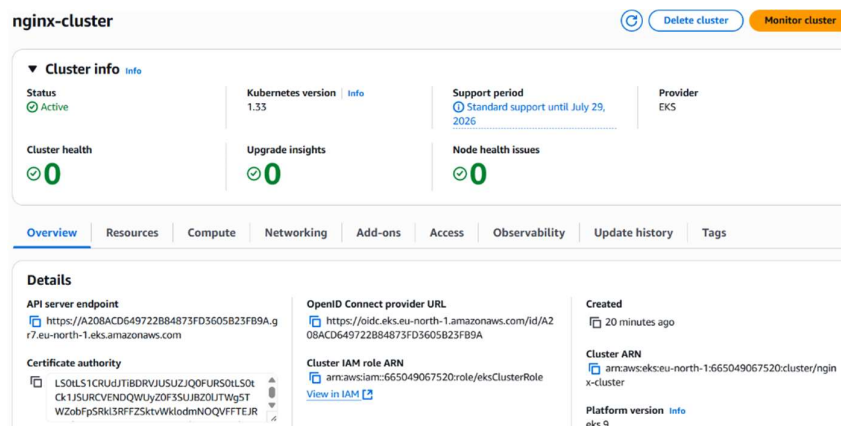 nginx-cluster
Delete cluster
Monitor cluster
Cluster info Info
Status
Active
Kubernetes version Info
1.33
Support period
Standard support until July 29,
2026
Provider
EKS
Cluster health
0
Upgrade insights
0
Node health issues
0
Overview Resources Compute Networking Add-ons Access Observability Update history Tags
Details
API server endpoint
https://A208ACD649722B84873FD3605B23FB9A.g
r7.eu-north-1.eks.amazonaws.com
Certificate authority
LS0tLS1CRUdJTiBDRVJUSUZJQ0FURS0tLS0t
Ck1JSURCVENDQWUyZ0F3SUJBZ0lJTWg5T
WZobFpSRkl3RFFZSktvWklodmNOQVFFTEJR
OpenID Connect provider URL
https://oidc.eks.eu-north-1.amazonaws.com/id/A2
08ACD649722B84873FD3605B23FB9A
Cluster IAM role ARN
arn:aws:iam::665049067520:role/eksClusterRole
View in IAM
Created
20 minutes ago
Cluster ARN
arn:aws:eks:eu-north-1:665049067520:cluster/ngin
x-cluster
Platform version Info
eks.9